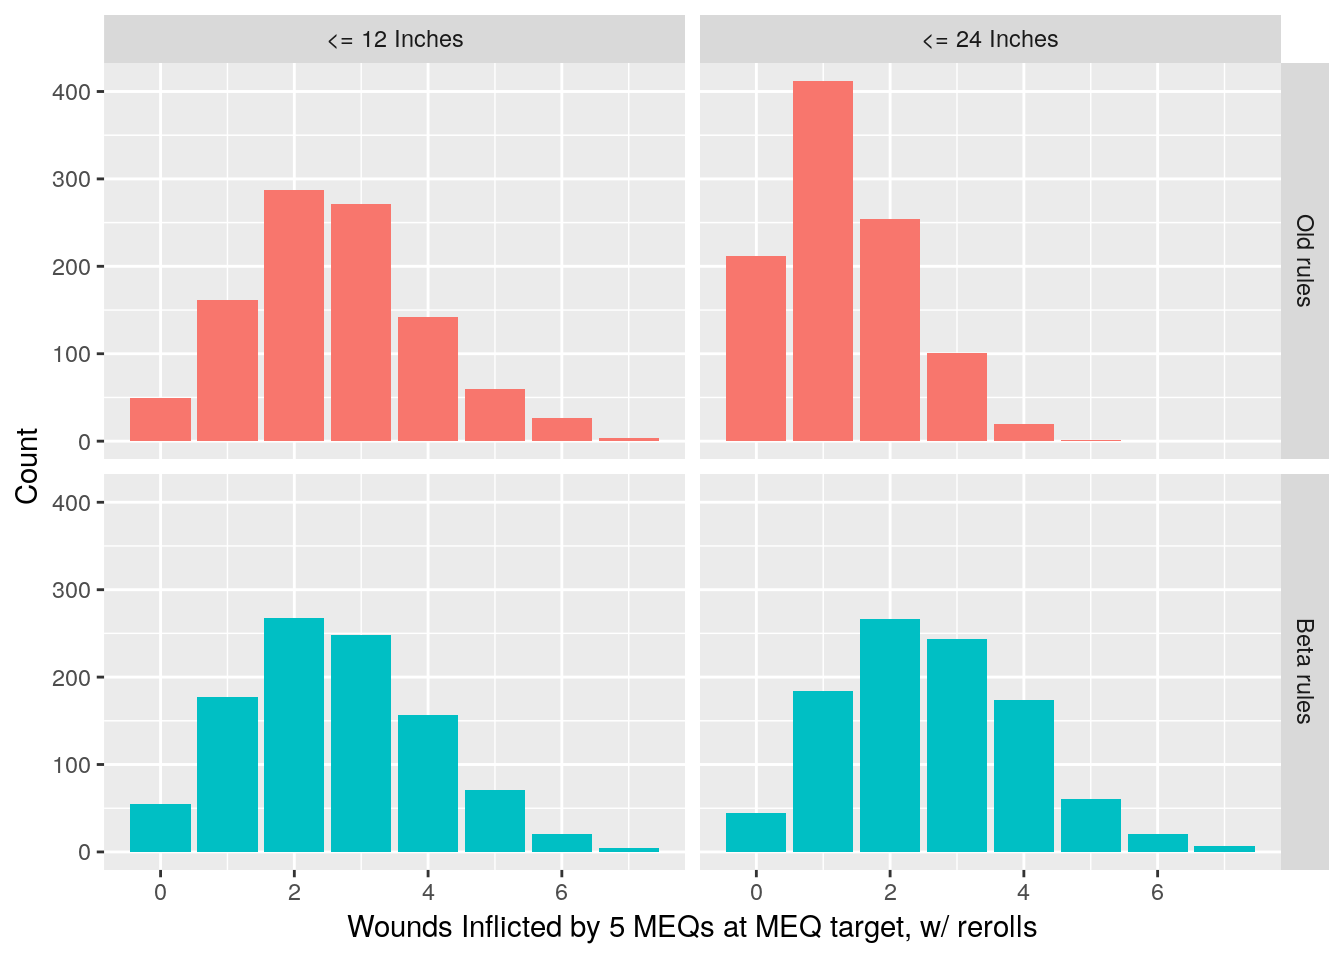 <= 12 Inches
<= 24 Inches
400
300
200
100
0
Old rules
Count
400
300
200
100
0
Beta rules
0 2 4 6
0 2 4 6
Wounds Inflicted by 5 MEQs at MEQ target, w/ rerolls